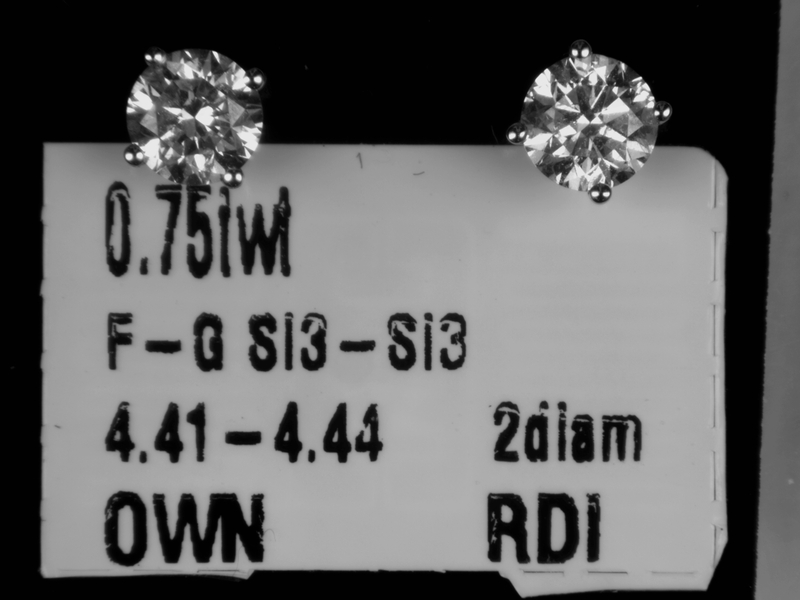 0.75twt
F-G SI3-SI3
4.41-4.44 2diam
OWN RDI